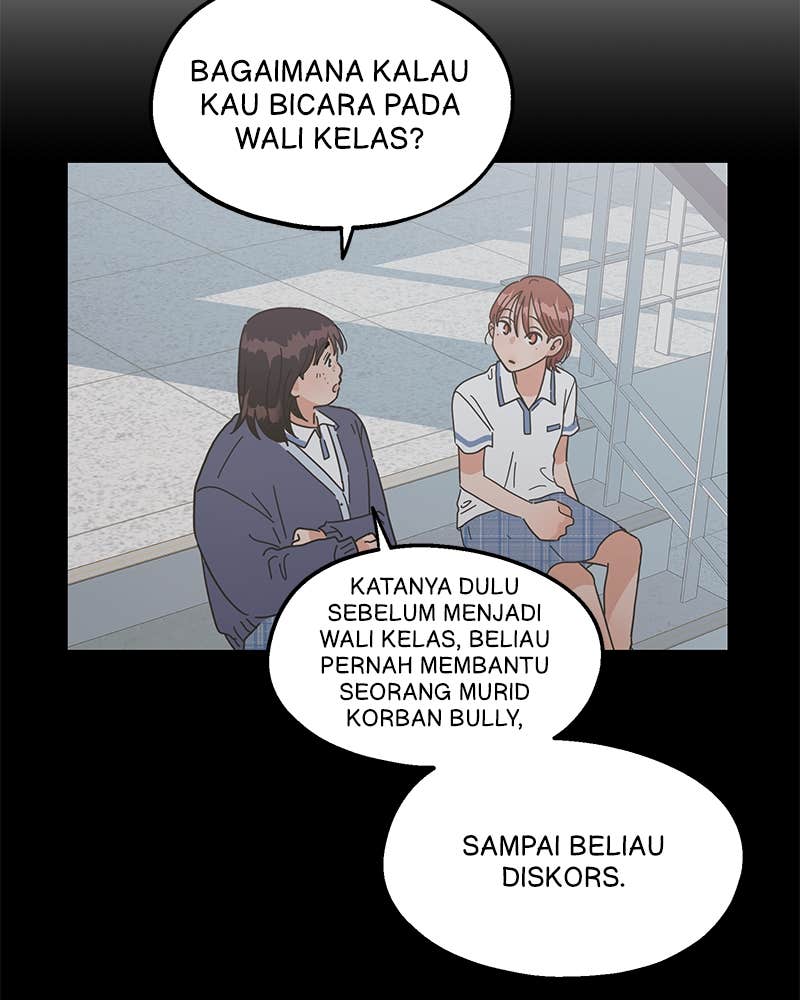 BAGAIMANA KALAU
KAU BICARA PADA
WALI KELAS?
KATANYA DULU
SEBELUM MENJADI
WALI KELAS, BELIAU
PERNAH MEMBANTU
SEORANG MURID
KORBAN BULLY,
SAMPAI BELIAU
DISKORS.